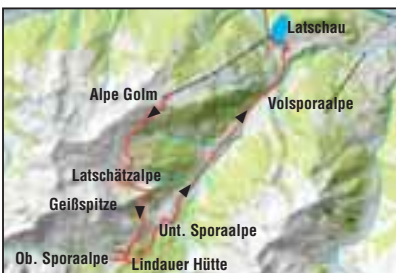 Latschau
Alpe Golm
Volsporaalpe
Latschätzalpe
Geißspitze
Unt. Sporaalpe
Ob. Sporaalpe
Lindauer Hütte